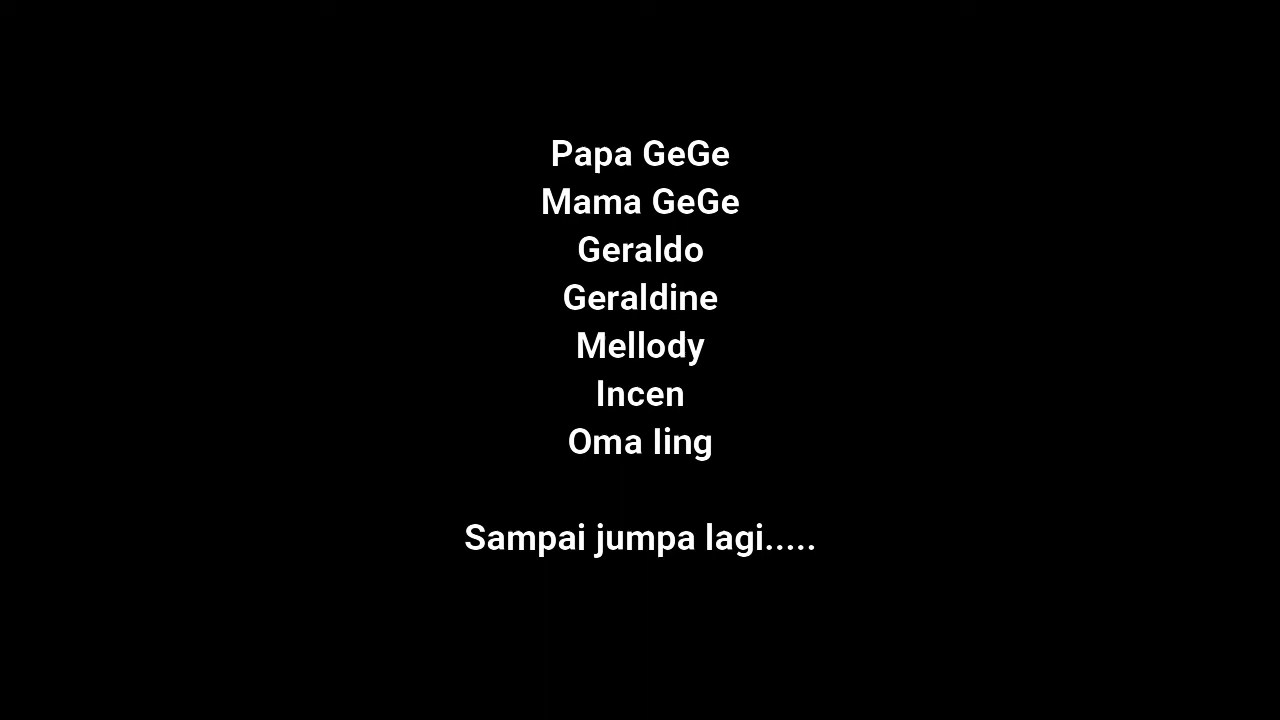 Papa GeGe
Mama GeGe
Geraldo
Geraldine
Mellody
Incen
Oma ling

Sampai jumpa lagi.....